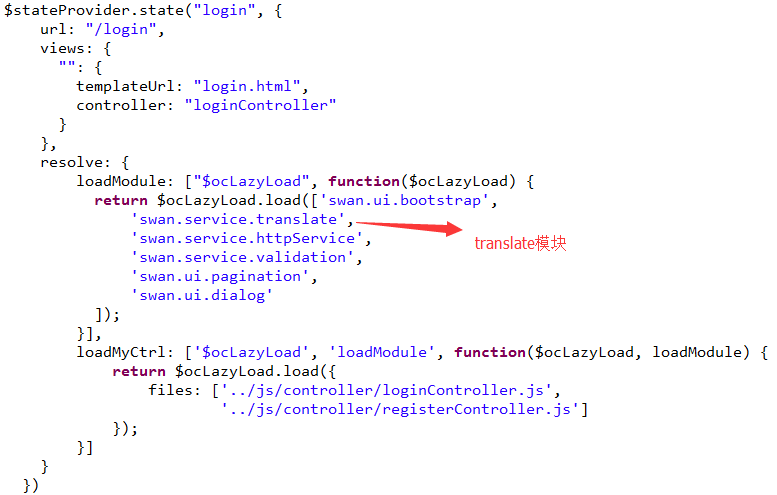 $stateProvider.state("login", {
    url: "/login",
    views: {
      "": {
        templateUrl: "login.html",
        controller: "loginController"
      }
    },
    resolve: {
        loadModule: ["$ocLazyLoad", function($ocLazyLoad) {
          return $ocLazyLoad.load(['swan.ui.bootstrap',
              'swan.service.translate',
              translate模块
              'swan.service.httpService',
              'swan.service.validation',
              'swan.ui.pagination',
              'swan.ui.dialog'
          ]);
        }],
        loadMyCtrl: ['$ocLazyLoad', 'loadModule', function($ocLazyLoad, loadModule) {
            return $ocLazyLoad.load({
                files: ['../js/controller/loginController.js',
                        '../js/controller/registerController.js']
            });
        }]
    }
  })